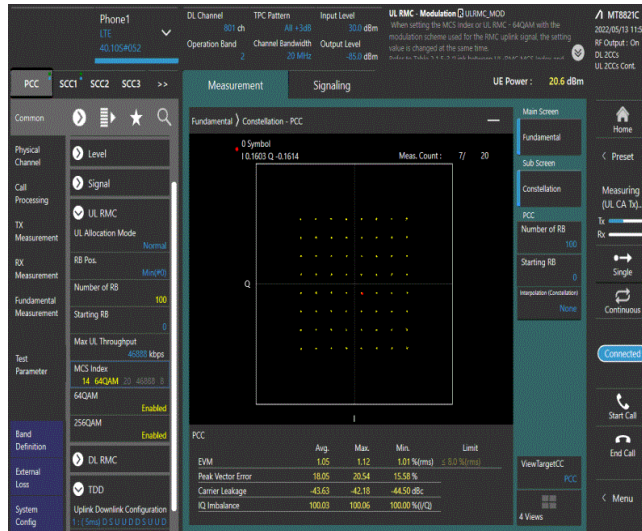 Phone1
LTE
40.10S#052
DL Channel
801 ch
TPC Pattern
All +3dB
Input Level
30.0 dBm
Operation Band
2
Channel Bandwidth
20 MHz
Output Level
-85.0 dBm
UL RMC - Modulation ULRMC_MOD
When setting the MCS Index or UL RMC - 64QAM with the
modulation scheme used for the RMC uplink signal, the setting
value is changed at the same time.
MT8821C
2022/05/13 11:5
RF Output : On
DL 2CCs
UL 2CCs Cont.
PCC SCC1 SCC2 SCC3 >>
Measurement
Signaling
UE Power : 20.6 dBm
Common
Physical
Channel
Call
Processing
TX
Measurement
RX
Measurement
Fundamental
Measurement
Test
Parameter
Band
Definition
External
Loss
System
Config
Level
Signal
UL RMC
UL Allocation Mode
Normal
RB Pos.
Min(#0)
Number of RB
100
Starting RB
0
Max UL Throughput
46888 kbps
MCS Index
14 64QAM 20 46888 8
64QAM
Enabled
256QAM
Enabled
DL RMC
TDD
Uplink Downlink Configuration
1 : ( 5ms) D S U U D D S U U D
Fundamental 》 Constellation - PCC
0 Symbol
I 0.1603 Q -0.1614
Meas. Count : 7/ 20
Q
I
PCC
Avg. Max. Min. Limit
EVM 1.05 1.12 1.01 %(rms) ≤ 8.0 %(rms)
Peak Vector Error 18.05 20.54 15.58 %
Carrier Leakage -43.63 -42.18 -44.50 dBc
IQ Imbalance 100.03 100.06 100.00 %(I/Q)
Main Screen
Fundamental
Sub Screen
Constellation
PCC
Number of RB
100
Starting RB
0
Interpolation (Constellation)
None
ViewTargetCC
PCC
4 Views
Home
Preset
Measuring
(UL CA Tx)...
Tx
Rx
Single
Continuous
Connected
Start Call
End Call
Menu